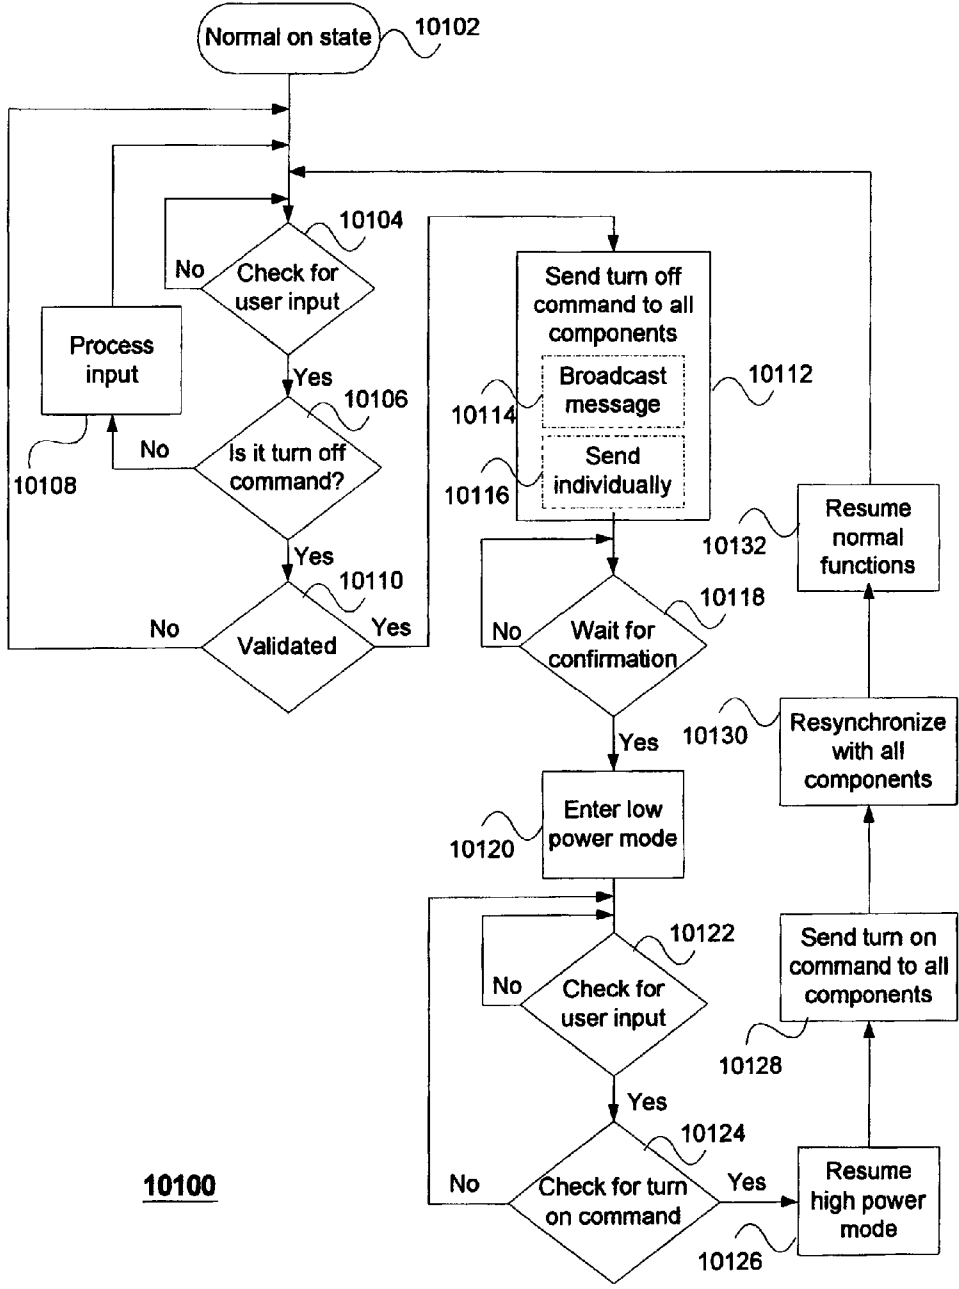 Normal on state
10102
10104
No
Check for
user input
Process
input
Yes
10106
10108
No
Is it turn off
command?
Yes
10110
No
Validated
Yes
Send turn off
command to all
components
10112
Broadcast
message
10114
Send
individually
10116
10118
No
Wait for
confirmation
Yes
Enter low
power mode
10120
10122
No
Check for
user input
Yes
10124
No
Check for turn
on command
Yes
Resume
high power
mode
10126
Send turn on
command to all
components
10128
Resynchronize
with all
components
10130
Resume
normal
functions
10132
10100